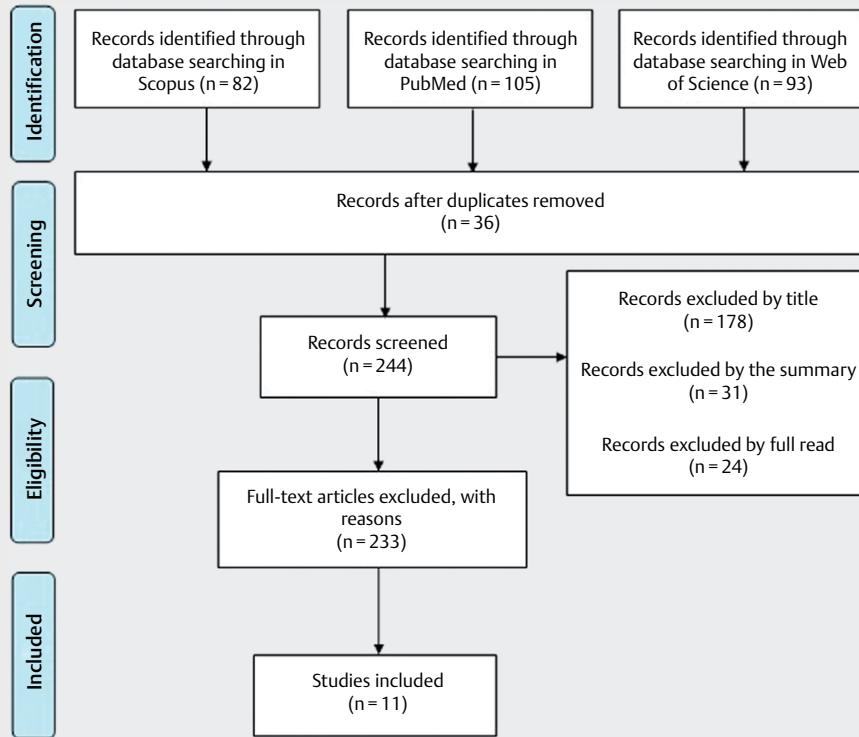 Identification
Records identified through
database searching in
Scopus (n = 82)
Records identified through
database searching in
PubMed (n = 105)
Records identified through
database searching in Web
of Science (n = 93)
Screening
Records after duplicates removed
(n = 36)
Records screened
(n = 244)
Records excluded by title
(n = 178)
Records excluded by the summary
(n = 31)
Records excluded by full read
(n = 24)
Eligibility
Full-text articles excluded, with
reasons
(n = 233)
Included
Studies included
(n = 11)